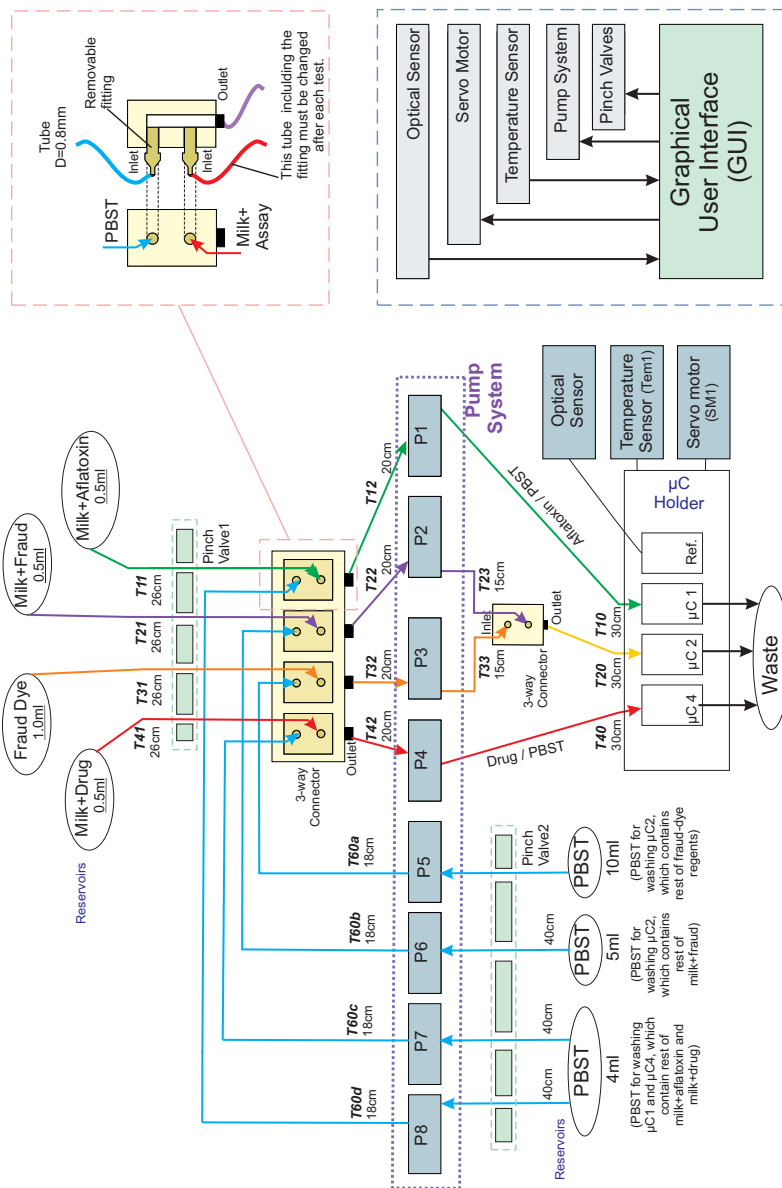 Reservoirs
Milk+Drug
0.5ml
Fraud Dye
1.0ml
Milk+Fraud
0.5ml
Milk+Aflatoxin
0.5ml
T41
26cm
T31
26cm
T21
26cm
T11
26cm
Pinch
Valve1
3-way
Connector
Outlet
T60d
18cm
T60c
18cm
T60b
18cm
T60a
18cm
T42
20cm
T32
20cm
T22
20cm
T12
20cm
P8
P7
P6
P5
P4
P3
P2
P1
Pump
System
Pinch
Valve2
40cm
40cm
40cm
Reservoirs
PBST
4ml
(PBST for washing
µC1 and µC4, which
contain rest of
milk+aflatoxin and
milk+drug)
PBST
5ml
(PBST for
washing µC2,
which contains
rest of
milk+fraud)
PBST
10ml
(PBST for
washing µC2,
which contains
rest of fraud-dye
regents)
Drug / PBST
T33
15cm
T23
15cm
Inlet
Outlet
3-way
Connector
Aflatoxin / PBST
T40
30cm
T20
30cm
T10
30cm
µC 4
µC 2
µC 1
Ref.
µC
Holder
Waste
Optical
Sensor
Temperature
Sensor (Tem1)
Servo motor
(SM1)
PBST
Milk+
Assay
Tube
D=0.8mm
Removable
fitting
Inlet
Inlet
Outlet
This tube inculding the
fitting must be changed
after each test.
Optical Sensor
Servo Motor
Temperature Sensor
Pump System
Pinch Valves
Graphical
User Interface
(GUI)